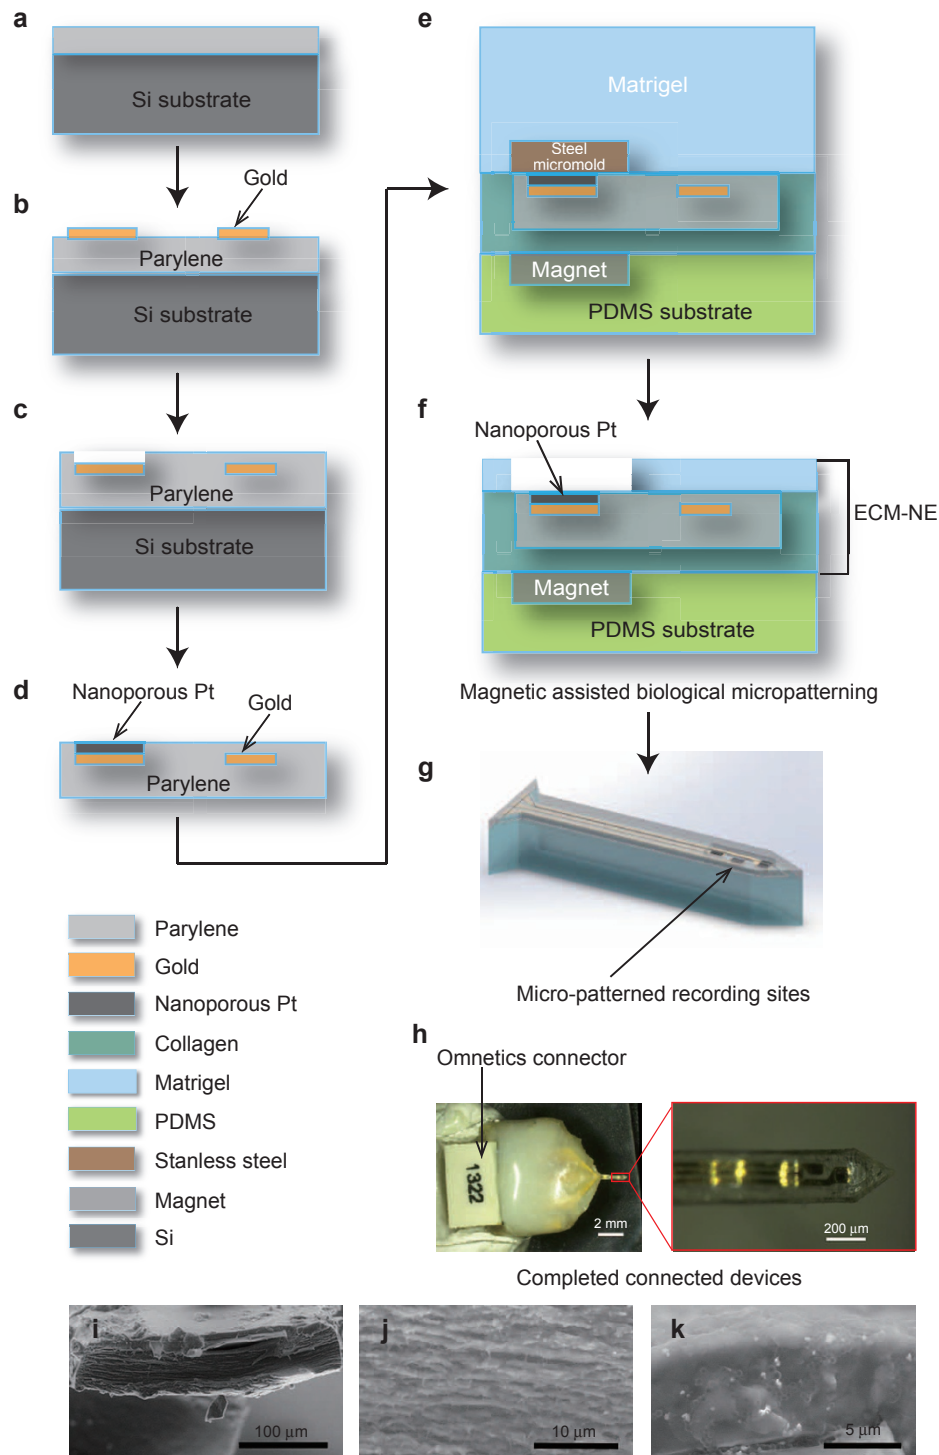 a
Si substrate
Gold
b
Parylene
Si substrate
c
Parylene
Si substrate
d
Nanoporous Pt
Gold
Parylene
e
Matrigel
Steel
micromold
Magnet
PDMS substrate
f
Nanoporous Pt
ECM-NE
Magnet
PDMS substrate
Magnetic assisted biological micropatterning
g
Micro-patterned recording sites
Parylene
Gold
Nanoporous Pt
Collagen
Matrigel
PDMS
Stanless steel
Magnet
Si
h
Omnetics connector
1322
2 mm
200 μm
Completed connected devices
i
100 μm
j
10 μm
k
5 μm